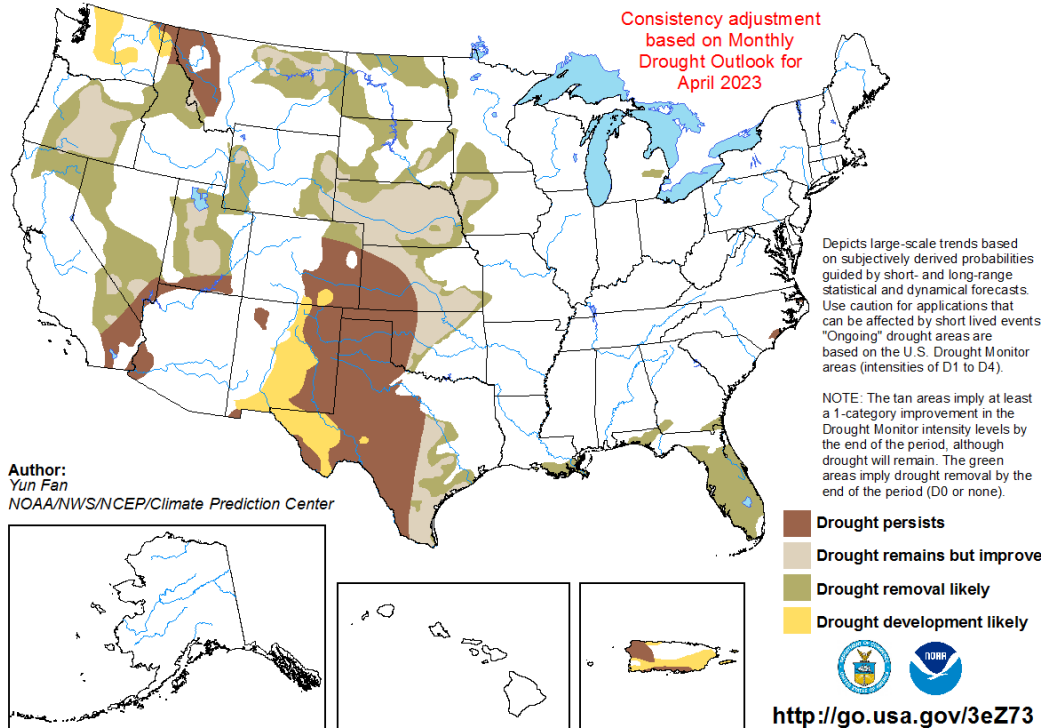 Consistency adjustment
based on Monthly
Drought Outlook for
April 2023
Depicts large-scale trends based
on subjectively derived probabilities
guided by short- and long-range
statistical and dynamical forecasts.
Use caution for applications that
can be affected by short lived events.
"Ongoing" drought areas are
based on the U.S. Drought Monitor
areas (intensities of D1 to D4).
NOTE: The tan areas imply at least
a 1-category improvement in the
Drought Monitor intensity levels by
the end of the period, although
drought will remain. The green
areas imply drought removal by the
end of the period (D0 or none).
Author:
Yun Fan
NOAA/NWS/NCEP/Climate Prediction Center
Drought persists
Drought remains but improve
Drought removal likely
Drought development likely
NOAA
http://go.usa.gov/3eZ73